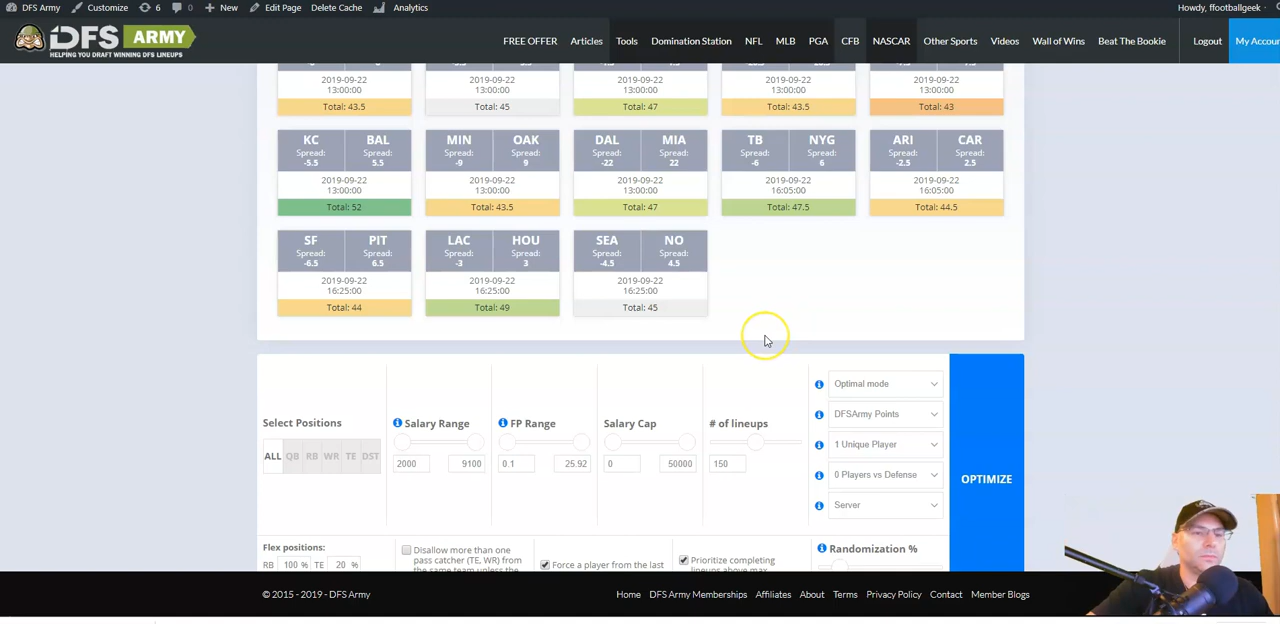 DFS Army Customize 6 0 New Edit Page Delete Cache Analytics Howdy, ffootballgeek
DFS ARMY
HELPING YOU DRAFT WINNING DFS LINEUPS
FREE OFFER Articles Tools Domination Station NFL MLB PGA CFB NASCAR Other Sports Videos Wall of Wins Beat The Bookie Logout My Accou
2019-09-22 2019-09-22 2019-09-22 2019-09-22 2019-09-22
13:00:00 13:00:00 13:00:00 13:00:00 13:00:00
Total: 43.5 Total: 45 Total: 47 Total: 43.5 Total: 43
KC BAL MIN OAK DAL MIA TB NYG ARI CAR
Spread: Spread: Spread: Spread: Spread: Spread: Spread: Spread: Spread: Spread:
-5.5 5.5 -9 9 -22 22 -6 6 -2.5 2.5
2019-09-22 2019-09-22 2019-09-22 2019-09-22 2019-09-22
13:00:00 13:00:00 13:00:00 16:05:00 16:05:00
Total: 52 Total: 43.5 Total: 47 Total: 47.5 Total: 44.5
SF PIT LAC HOU SEA NO
Spread: Spread: Spread: Spread: Spread: Spread:
-6.5 6.5 -3 3 -4.5 4.5
2019-09-22 2019-09-22 2019-09-22
16:25:00 16:25:00 16:25:00
Total: 44 Total: 49 Total: 45
Select Positions Salary Range FP Range Salary Cap # of lineups
ALL QB RB WR TE DST
2000 9100 0.1 25.92 0 50000 150
Optimal mode
DFSArmy Points
1 Unique Player
0 Players vs Defense
Server
OPTIMIZE
Flex positions:
RB 100 % TE 20 %
Disallow more than one
pass catcher (TE, WR) from
the same team unless the
Force a player from the last
Prioritize completing
lineups above max
Randomization %
© 2015 - 2019 - DFS Army Home DFS Army Memberships Affiliates About Terms Privacy Policy Contact Member Blogs